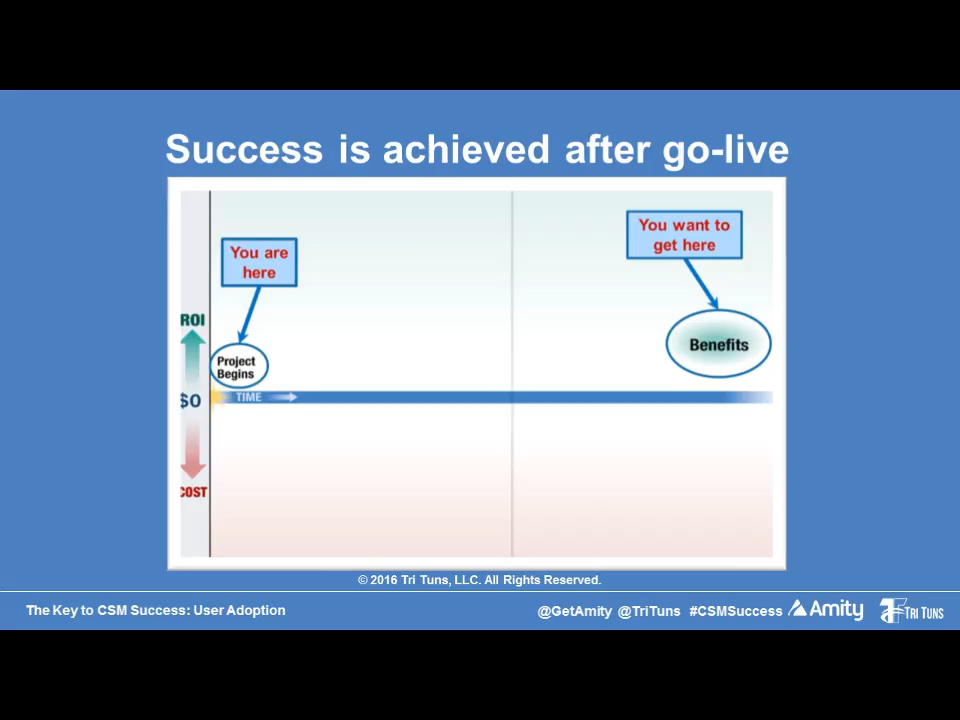 Success is achieved after go-live
You are
here
You want to
get here
ROI
Project
Begins
Benefits
$0
TIME
COST
© 2016 Tri Tuns, LLC. All Rights Reserved.
The Key to CSM Success: User Adoption
@GetAmity @TriTuns #CSMSuccess
Amity
TRI TUNS